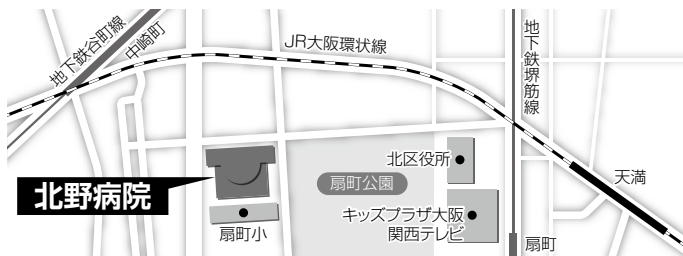 地下鉄谷町線
中崎町
JR大阪環状線
地下鉄堺筋線
北区役所
天満
扇町公園
北野病院
キッズプラザ大阪
関西テレビ
扇町小
扇町